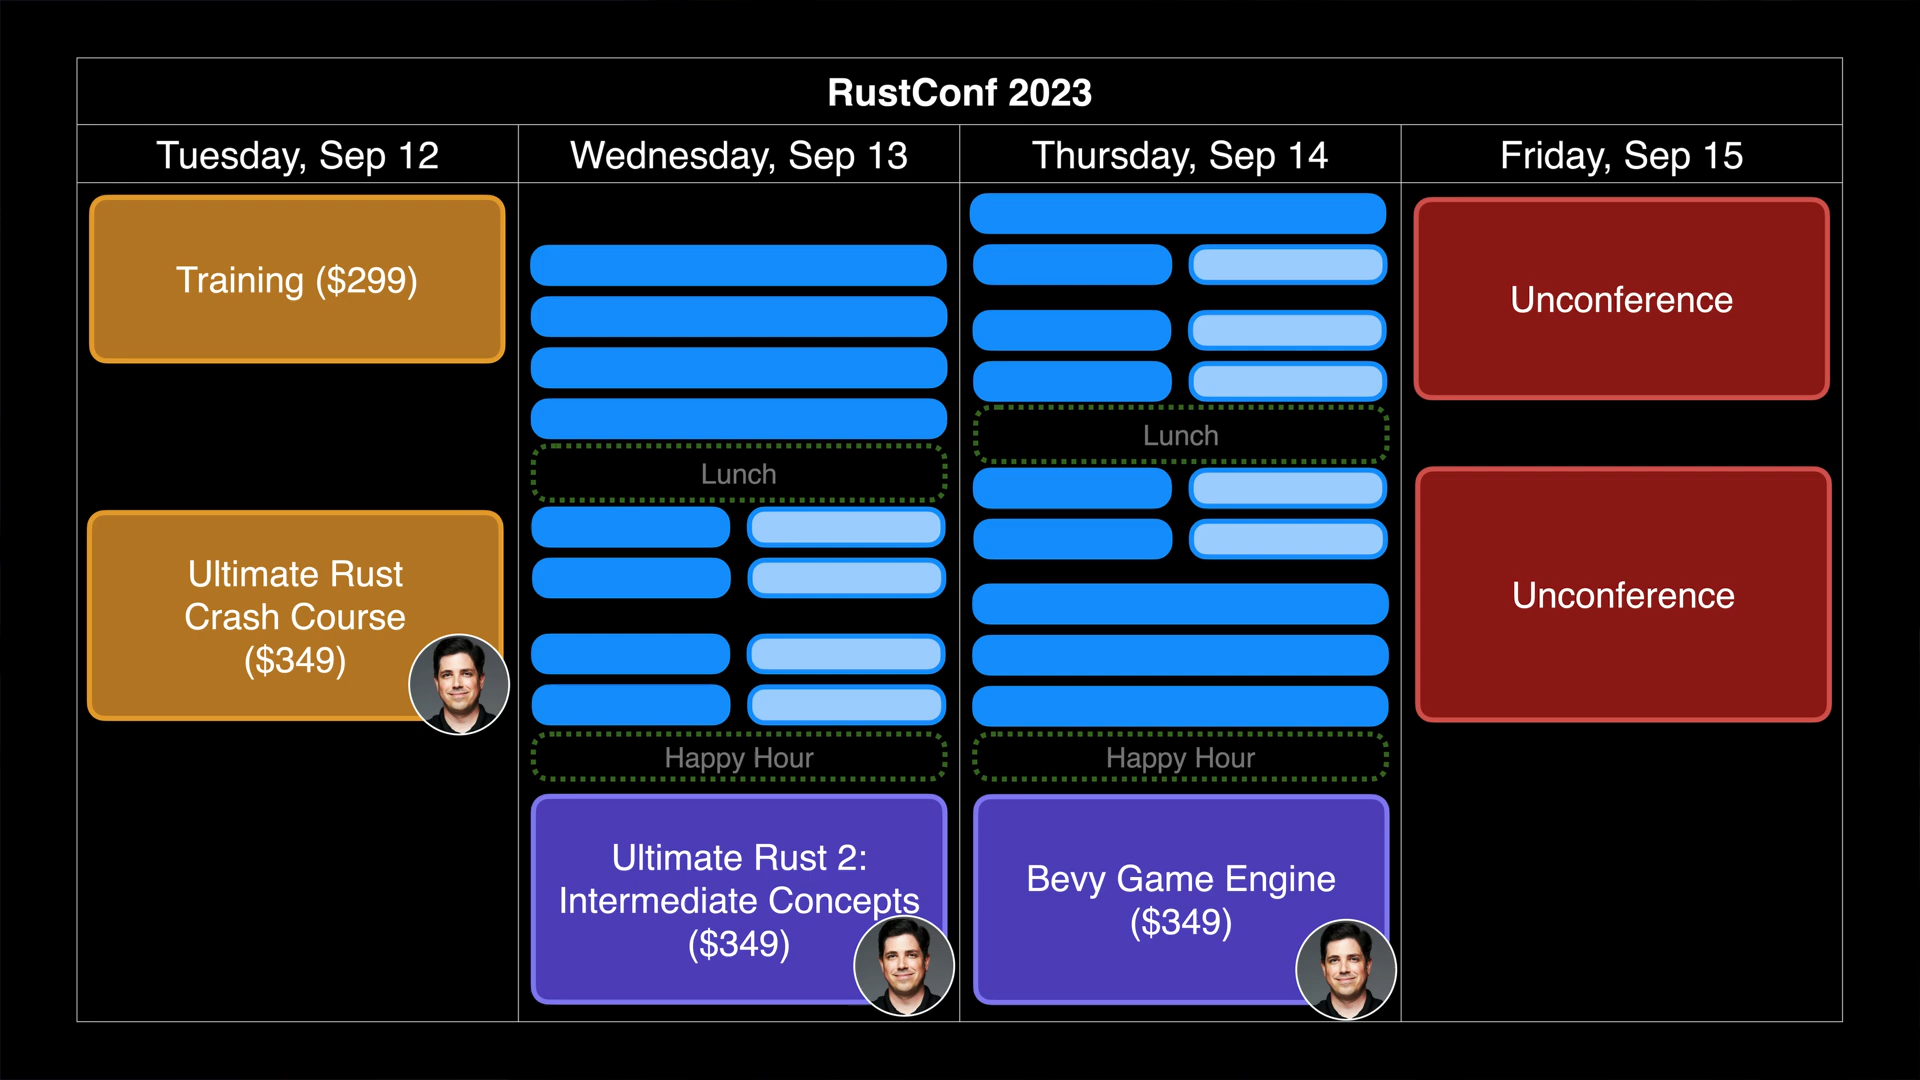 RustConf 2023
Tuesday, Sep 12
Wednesday, Sep 13
Thursday, Sep 14
Friday, Sep 15
Training ($299)
Ultimate Rust
Crash Course
($349)
Lunch
Happy Hour
Ultimate Rust 2:
Intermediate Concepts
($349)
Lunch
Happy Hour
Bevy Game Engine
($349)
Unconference
Unconference